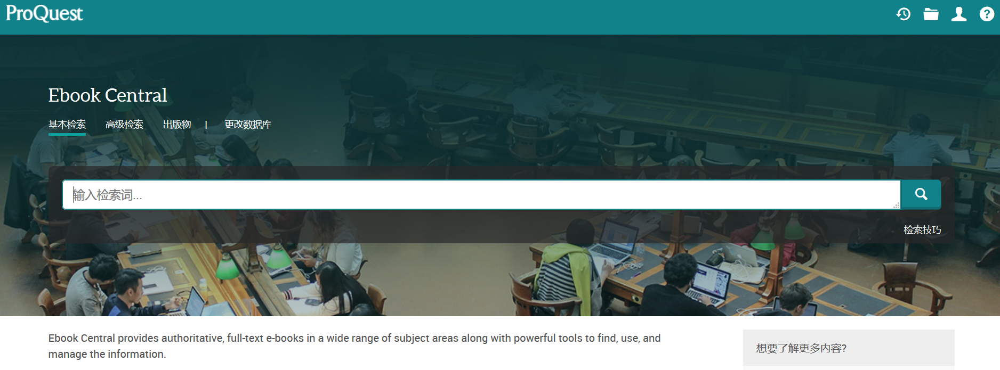 ProQuest
?
Ebook Central
基本检索 高级检索 出版物 | 更改数据库
输入检索词...
检索技巧
Ebook Central provides authoritative, full-text e-books in a wide range of subject areas along with powerful tools to find, use, and
manage the information.
想要了解更多内容?